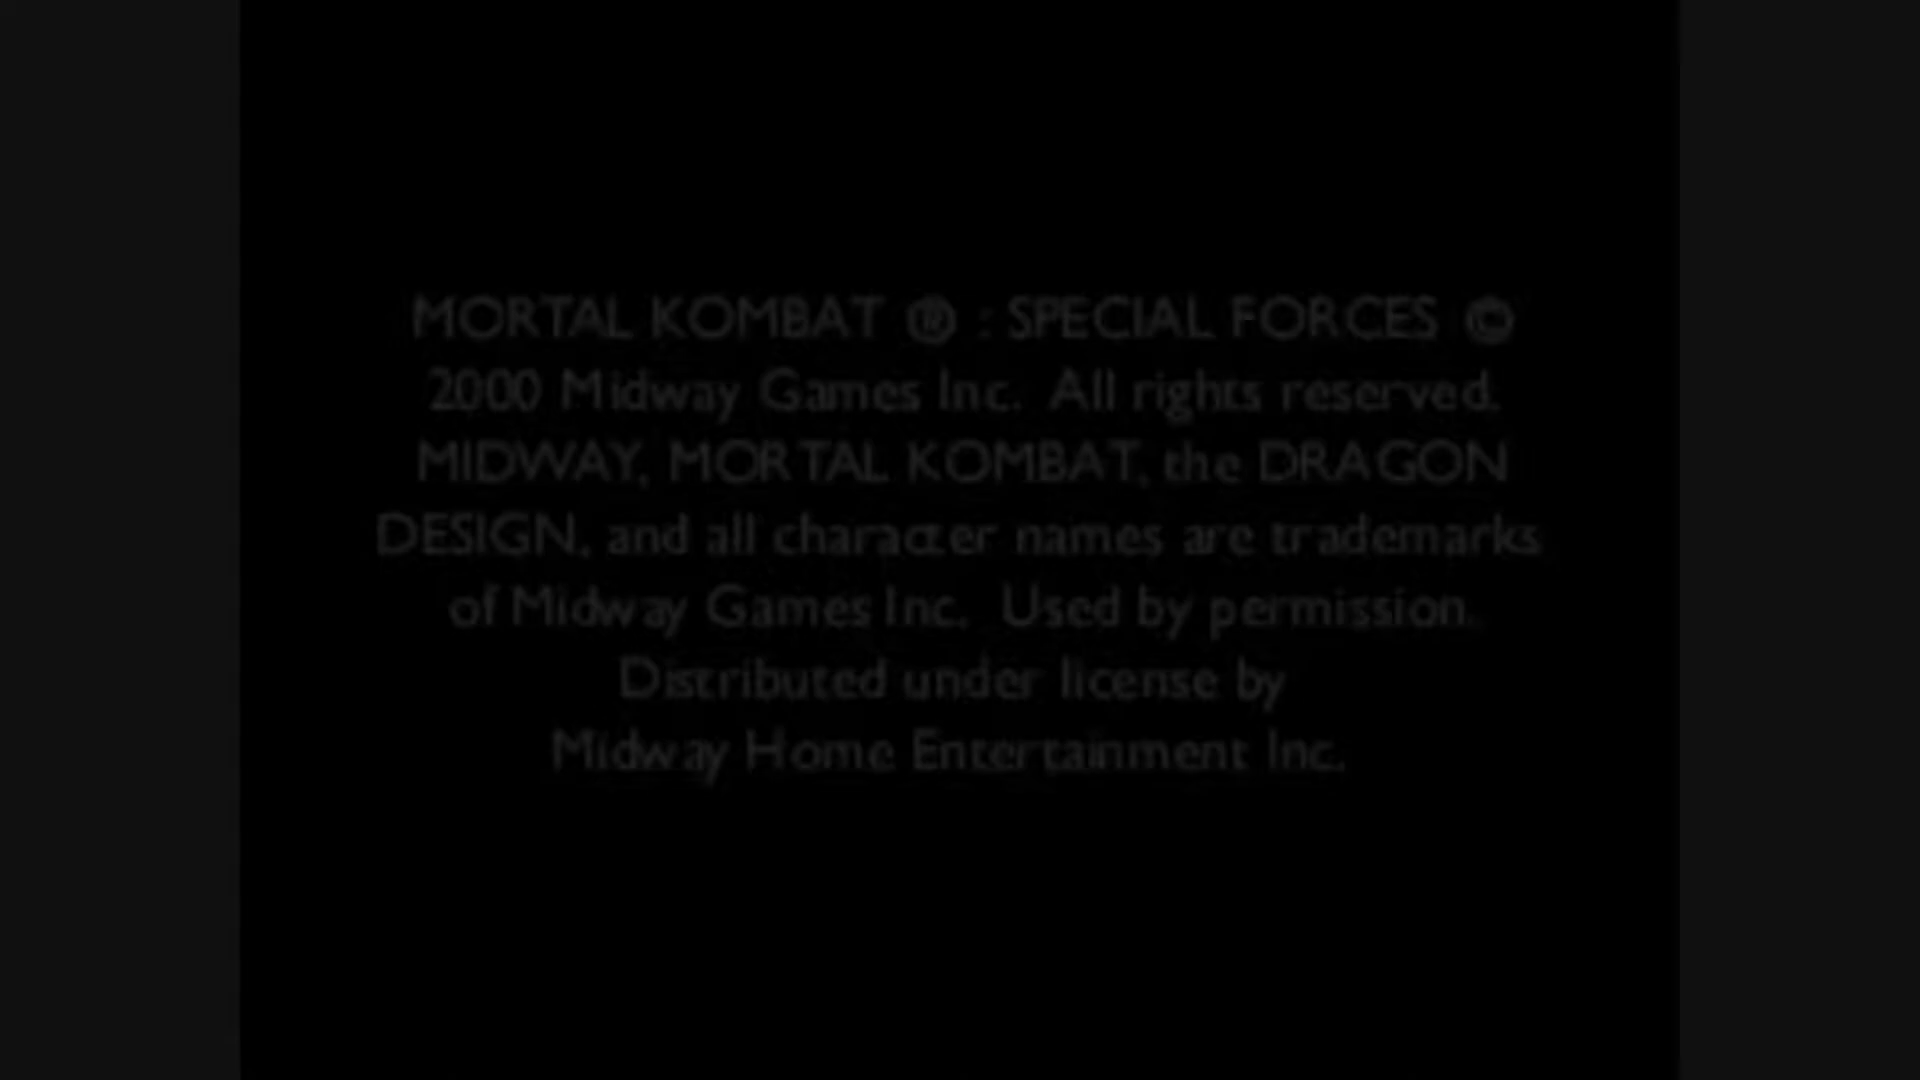 MORTAL KOMBAT ® : SPECIAL FORCES ©
2000 Midway Games Inc. All rights reserved.
MIDWAY, MORTAL KOMBAT, the DRAGON
DESIGN, and all character names are trademarks
of Midway Games Inc. Used by permission.
Distributed under license by
Midway Home Entertainment Inc.